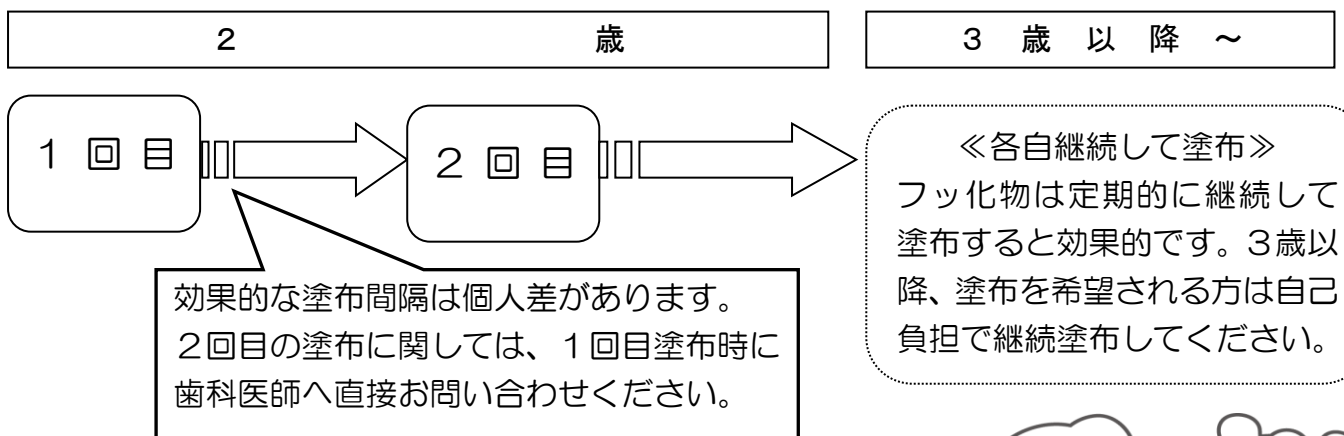 ２　歳
３　歳　以　降　～
１　回　目
２　回　目
≪各自継続して塗布≫
フッ化物は定期的に継続して
塗布すると効果的です。３歳以
降、塗布を希望される方は自己
負担で継続塗布してください。
効果的な塗布間隔は個人差があります。
２回目の塗布に関しては、１回目塗布時に
歯科医師へ直接お問い合わせください。